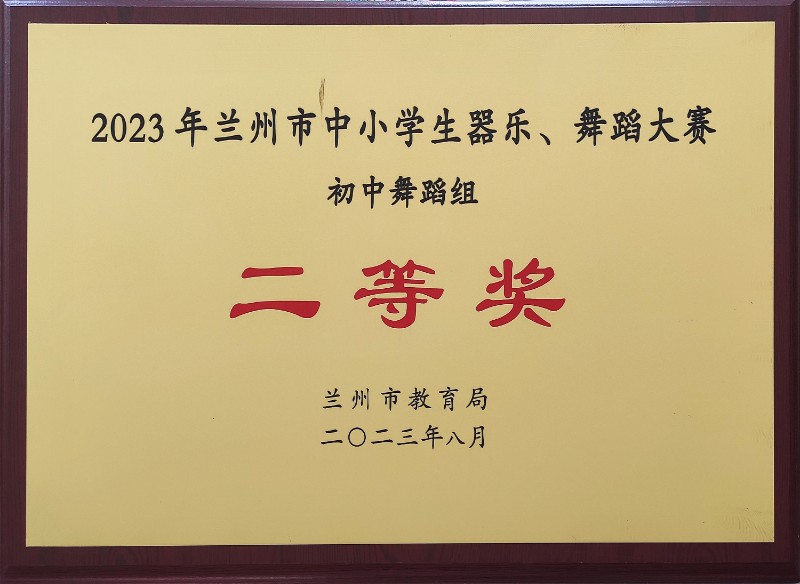 2023年兰州市中小学生器乐、舞蹈大赛
初中舞蹈组
二等奖
兰州市教育局
二〇二三年八月